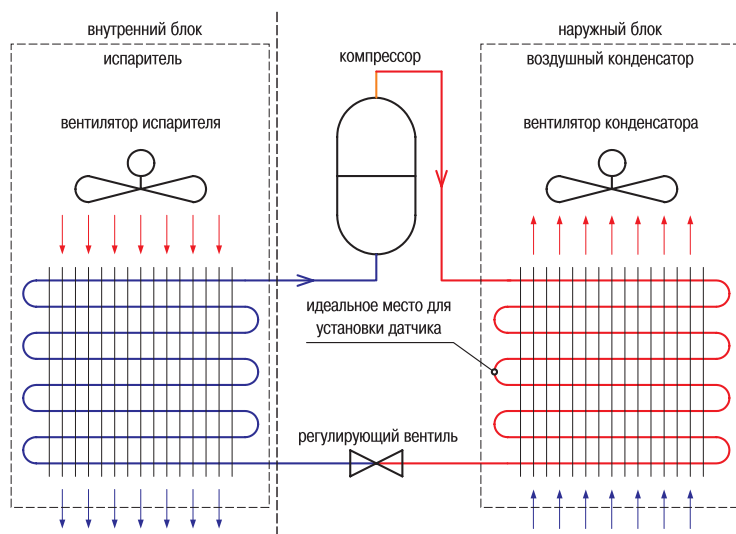 внутренний блок
наружный блок
испаритель
компрессор
воздушный конденсатор
вентилятор испарителя
вентилятор конденсатора
идеальное место для
установки датчика
регулирующий вентиль